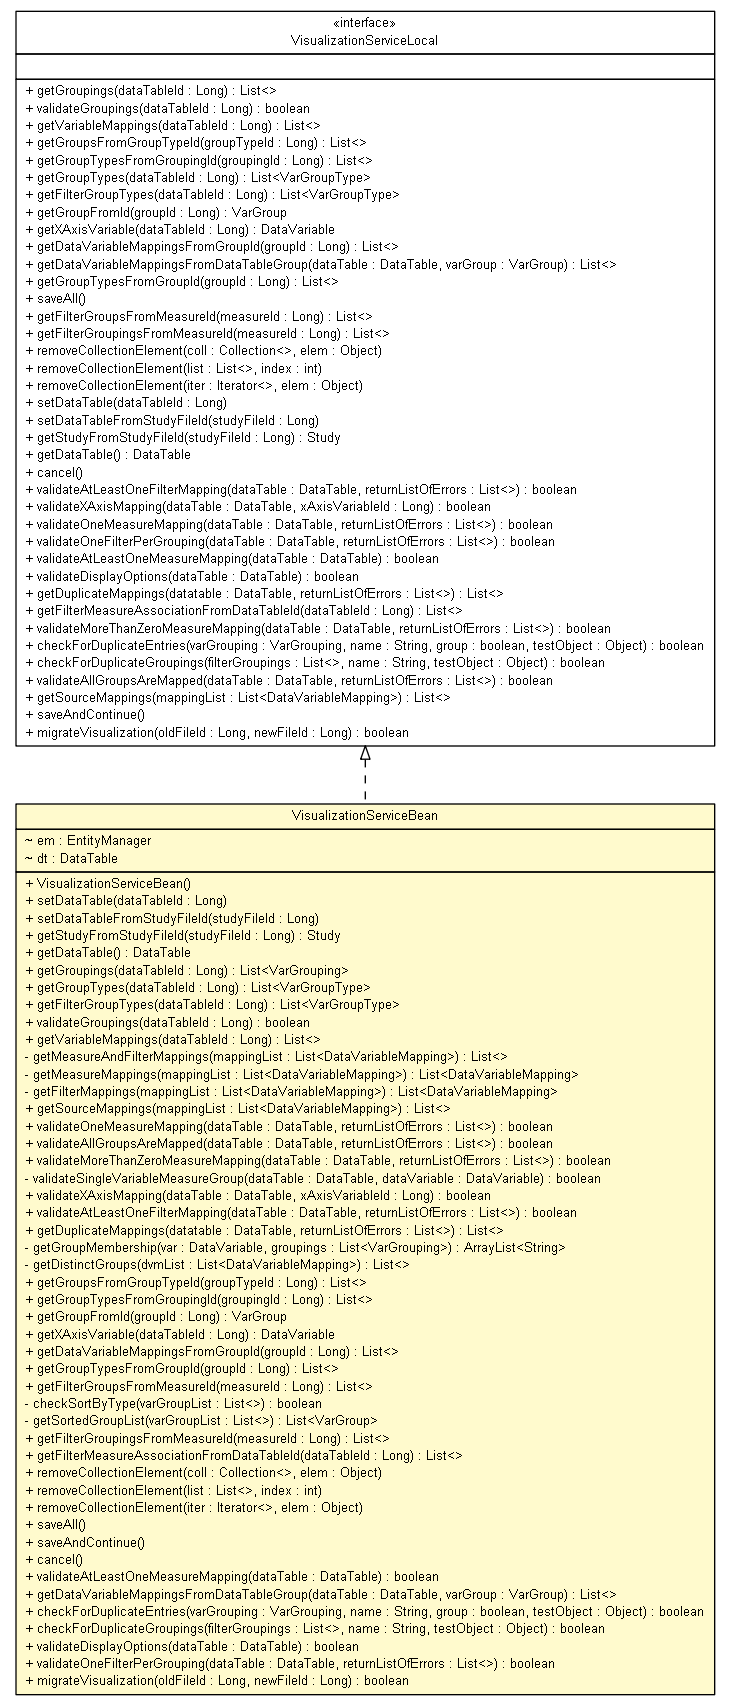 «interface»
VisualizationServiceLocal
+ getGroupings(dataTableId : Long) : List<>
+ validateGroupings(dataTableId : Long) : boolean
+ getVariableMappings(dataTableId : Long) : List<>
+ getGroupsFromGroupTypeId(groupTypeId : Long) : List<>
+ getGroupTypesFromGroupingId(groupingId : Long) : List<>
+ getGroupTypes(dataTableId : Long) : List<VarGroupType>
+ getFilterGroupTypes(dataTableId : Long) : List<VarGroupType>
+ getGroupFromId(groupId : Long) : VarGroup
+ getXAxisVariable(dataTableId : Long) : DataVariable
+ getDataVariableMappingsFromGroupId(groupId : Long) : List<>
+ getDataVariableMappingsFromDataTableGroup(dataTable : DataTable, varGroup : VarGroup) : List<>
+ getGroupTypesFromGroupId(groupId : Long) : List<>
+ saveAll()
+ getFilterGroupsFromMeasureId(measureId : Long) : List<>
+ getFilterGroupingsFromMeasureId(measureId : Long) : List<>
+ removeCollectionElement(coll : Collection<>, elem : Object)
+ removeCollectionElement(list : List<>, index : int)
+ removeCollectionElement(iter : Iterator<>, elem : Object)
+ setDataTable(dataTableId : Long)
+ setDataTableFromStudyFileId(studyFileId : Long)
+ getStudyFromStudyFileId(studyFileId : Long) : Study
+ getDataTable() : DataTable
+ cancel()
+ validateAtLeastOneFilterMapping(dataTable : DataTable, returnListOfErrors : List<>) : boolean
+ validateXAxisMapping(dataTable : DataTable, xAxisVariableId : Long) : boolean
+ validateOneMeasureMapping(dataTable : DataTable, returnListOfErrors : List<>) : boolean
+ validateOneFilterPerGrouping(dataTable : DataTable, returnListOfErrors : List<>) : boolean
+ validateAtLeastOneMeasureMapping(dataTable : DataTable) : boolean
+ validateDisplayOptions(dataTable : DataTable) : boolean
+ getDuplicateMappings(datatable : DataTable, returnListOfErrors : List<>) : List<>
+ getFilterMeasureAssociationFromDataTableId(dataTableId : Long) : List<>
+ validateMoreThanZeroMeasureMapping(dataTable : DataTable, returnListOfErrors : List<>) : boolean
+ checkForDuplicateEntries(varGrouping : VarGrouping, name : String, group : boolean, testObject : Object) : boolean
+ checkForDuplicateGroupings(filterGroupings : List<>, name : String, testObject : Object) : boolean
+ validateAllGroupsAreMapped(dataTable : DataTable, returnListOfErrors : List<>) : boolean
+ getSourceMappings(mappingList : List<DataVariableMapping>) : List<>
+ saveAndContinue()
+ migrateVisualization(oldFileId : Long, newFileId : Long) : boolean
VisualizationServiceBean
~ em : EntityManager
~ dt : DataTable
+ VisualizationServiceBean()
+ setDataTable(dataTableId : Long)
+ setDataTableFromStudyFileId(studyFileId : Long)
+ getStudyFromStudyFileId(studyFileId : Long) : Study
+ getDataTable() : DataTable
+ getGroupings(dataTableId : Long) : List<VarGrouping>
+ getGroupTypes(dataTableId : Long) : List<VarGroupType>
+ getFilterGroupTypes(dataTableId : Long) : List<VarGroupType>
+ validateGroupings(dataTableId : Long) : boolean
+ getVariableMappings(dataTableId : Long) : List<>
- getMeasureAndFilterMappings(mappingList : List<DataVariableMapping>) : List<>
- getMeasureMappings(mappingList : List<DataVariableMapping>) : List<DataVariableMapping>
- getFilterMappings(mappingList : List<DataVariableMapping>) : List<DataVariableMapping>
+ getSourceMappings(mappingList : List<DataVariableMapping>) : List<>
+ validateOneMeasureMapping(dataTable : DataTable, returnListOfErrors : List<>) : boolean
+ validateAllGroupsAreMapped(dataTable : DataTable, returnListOfErrors : List<>) : boolean
+ validateMoreThanZeroMeasureMapping(dataTable : DataTable, returnListOfErrors : List<>) : boolean
- validateSingleVariableMeasureGroup(dataTable : DataTable, dataVariable : DataVariable) : boolean
+ validateXAxisMapping(dataTable : DataTable, xAxisVariableId : Long) : boolean
+ validateAtLeastOneFilterMapping(dataTable : DataTable, returnListOfErrors : List<>) : boolean
+ getDuplicateMappings(datatable : DataTable, returnListOfErrors : List<>) : List<>
- getGroupMembership(var : DataVariable, groupings : List<VarGrouping>) : ArrayList<String>
- getDistinctGroups(dvmList : List<DataVariableMapping>) : List<>
+ getGroupsFromGroupTypeId(groupTypeId : Long) : List<>
+ getGroupTypesFromGroupingId(groupingId : Long) : List<>
+ getGroupFromId(groupId : Long) : VarGroup
+ getXAxisVariable(dataTableId : Long) : DataVariable
+ getDataVariableMappingsFromGroupId(groupId : Long) : List<>
+ getGroupTypesFromGroupId(groupId : Long) : List<>
+ getFilterGroupsFromMeasureId(measureId : Long) : List<>
- checkSortByType(varGroupList : List<>) : boolean
- getSortedGroupList(varGroupList : List<>) : List<VarGroup>
+ getFilterGroupingsFromMeasureId(measureId : Long) : List<>
+ getFilterMeasureAssociationFromDataTableId(dataTableId : Long) : List<>
+ removeCollectionElement(coll : Collection<>, elem : Object)
+ removeCollectionElement(list : List<>, index : int)
+ removeCollectionElement(iter : Iterator<>, elem : Object)
+ saveAll()
+ saveAndContinue()
+ cancel()
+ validateAtLeastOneMeasureMapping(dataTable : DataTable) : boolean
+ getDataVariableMappingsFromDataTableGroup(dataTable : DataTable, varGroup : VarGroup) : List<>
+ checkForDuplicateEntries(varGrouping : VarGrouping, name : String, group : boolean, testObject : Object) : boolean
+ checkForDuplicateGroupings(filterGroupings : List<>, name : String, testObject : Object) : boolean
+ validateDisplayOptions(dataTable : DataTable) : boolean
+ validateOneFilterPerGrouping(dataTable : DataTable, returnListOfErrors : List<>) : boolean
+ migrateVisualization(oldFileId : Long, newFileId : Long) : boolean